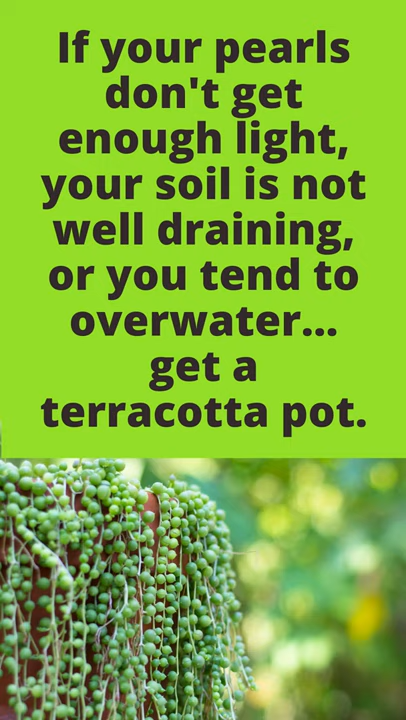 If your pearls
don't get
enough light,
your soil is not
well draining,
or you tend to
overwater...
get a
terracotta pot.